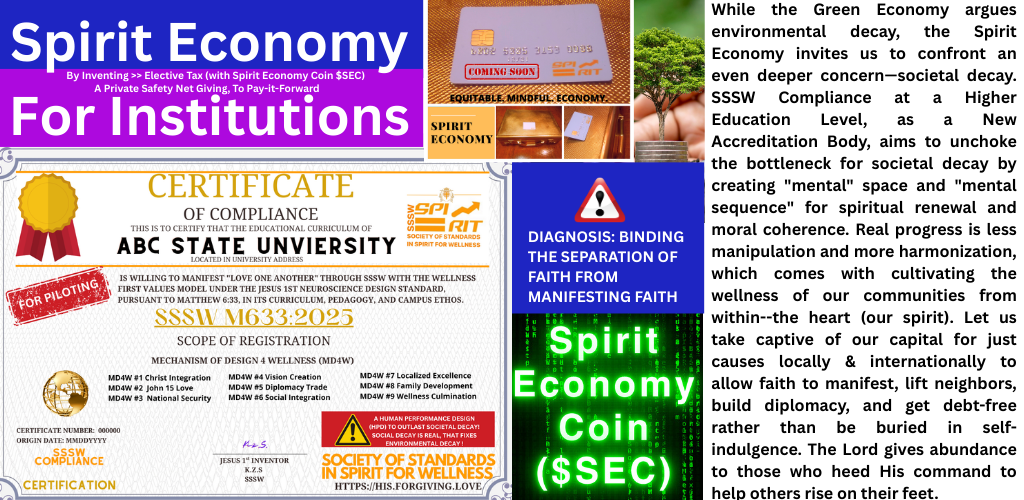 Spirit Economy
By Inventing >> Elective Tax (with Spirit Economy Coin $SEC)
A Private Safety Net Giving, To Pay-it-Forward
For Institutions
COMING SOON
SPIRIT
EQUITABLE. MINDFUL. ECONOMY.
SPIRIT
ECONOMY
CERTIFICATE
OF COMPLIANCE
THIS IS TO CERTIFY THAT THE EDUCATIONAL CURRICULUM OF
ABC STATE UNVIERSITY
LOCATED IN UNIVERSITY ADDRESS
SSSW
SPI
RIT
SOCIETY OF STANDARDS
IN SPIRIT FOR WELLNESS
FOR PILOTING
IS WILLING TO MANIFEST "LOVE ONE ANOTHER" THROUGH SSSW WITH THE WELLNESS
FIRST VALUES MODEL UNDER THE JESUS 1ST NEUROSCIENCE DESIGN STANDARD,
PURSUANT TO MATTHEW 6:33, IN ITS CURRICULUM, PEDAGOGY, AND CAMPUS ETHOS.
SSSW M633:2025
SCOPE OF REGISTRATION
MECHANISM OF DESIGN 4 WELLNESS (MD4W)
MD4W #1 Christ Integration
MD4W #2 John 15 Love
MD4W #3 National Security
MD4W #4 Vision Creation
MD4W #5 Diplomacy Trade
MD4W #6 Social Integration
MD4W #7 Localized Excellence
MD4W #8 Family Development
MD4W #9 Wellness Culmination
CERTIFICATE NUMBER: 000000
ORIGIN DATE: MMDDYYYY
SSSW
COMPLIANCE
CERTIFICATION
K.z.S.
JESUS 1st INVENTOR
K.Z.S
SSSW
A HUMAN PERFORMANCE DESIGN
(HPD) TO OUTLAST SOCIETAL DECAY!
SOCIAL DECAY IS REAL, THAT FIXES
ENVIRONMENTAL DECAY !
SOCIETY OF STANDARDS
IN SPIRIT FOR WELLNESS
HTTPS://HIS.FORGIVING.LOVE
DIAGNOSIS: BINDING
THE SEPARATION OF
FAITH FROM
MANIFESTING FAITH
Spirit
Economy
Coin
($SEC)
While the Green Economy argues
environmental decay, the Spirit
Economy invites us to confront an
even deeper concern—societal decay.
SSSW Compliance at a Higher
Education Level, as a New
Accreditation Body, aims to unchoke
the bottleneck for societal decay by
creating "mental" space and "mental
sequence" for spiritual renewal and
moral coherence. Real progress is less
manipulation and more harmonization,
which comes with cultivating the
wellness of our communities from
within--the heart (our spirit). Let us
take captive of our capital for just
causes locally & internationally to
allow faith to manifest, lift neighbors,
build diplomacy, and get debt-free
rather than be buried in self-
indulgence. The Lord gives abundance
to those who heed His command to
help others rise on their feet.